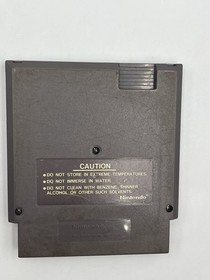 CAUTION
• DO NOT STORE IN EXTREME TEMPERATURES.
• DO NOT IMMERSE IN WATER.
• DO NOT CLEAN WITH BENZENE, THINNER
ALCOHOL OR OTHER SUCH SOLVENTS.
Nintendo